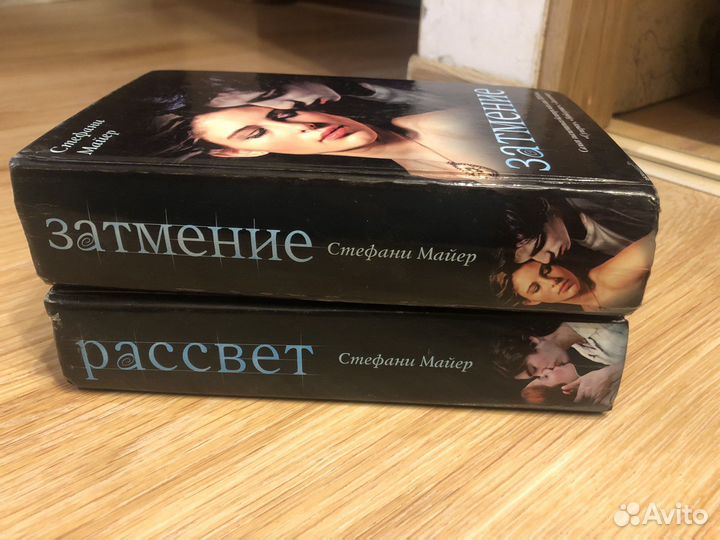 Стефани
Майер
затмение
затмение
Стефани Майер
рассвет
Стефани Майер
Avito